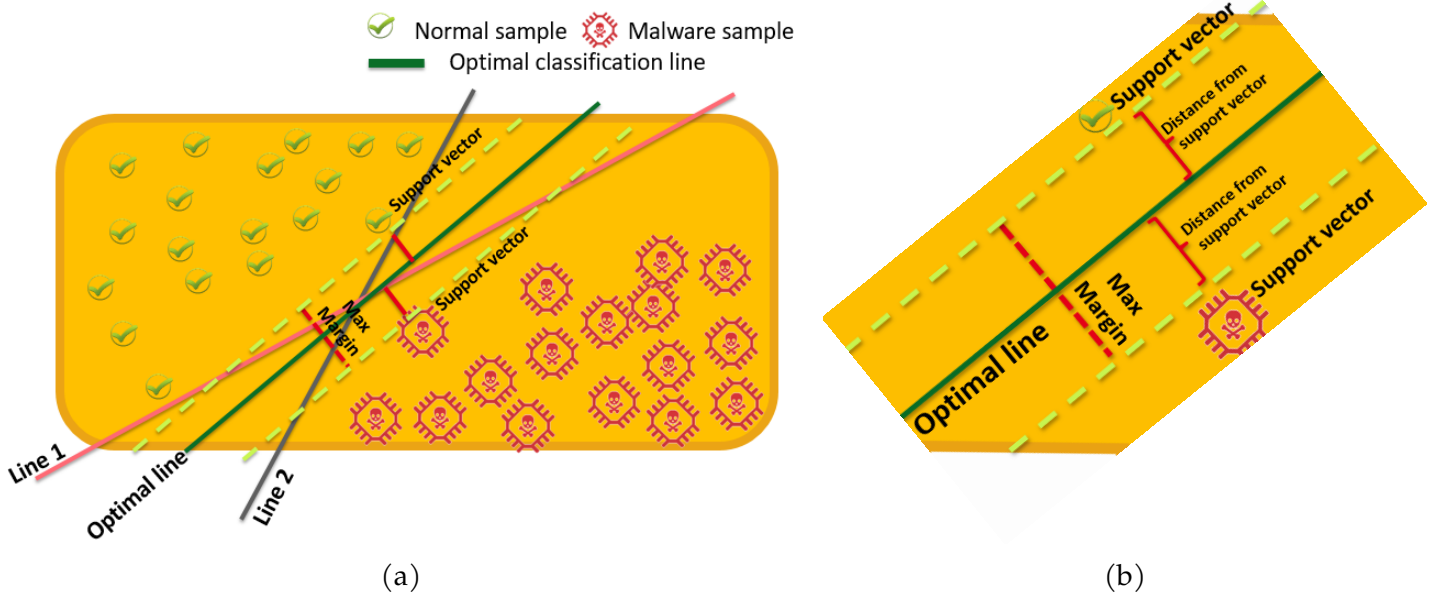 Normal sample
Malware sample
Optimal classification line
Support vector
Support vector
Max
Margin
Line 1
Optimal line
Line 2
(a)
Support vector
Distance from
support vector
Distance from
support vector
Support vector
Max
Margin
Optimal line
(b)